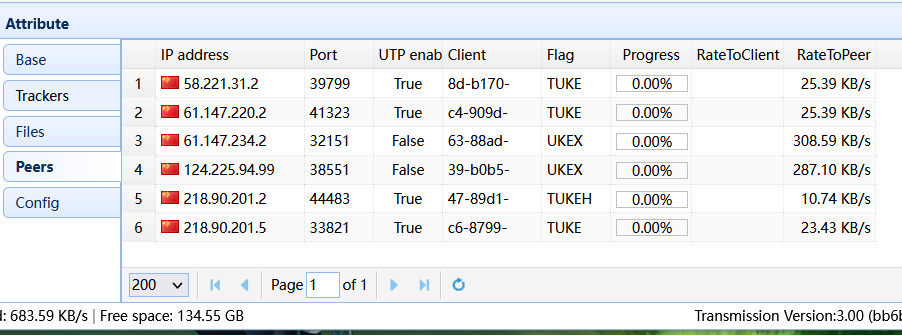 Attribute
Base
Trackers
Files
Peers
Config
IP address Port UTP enab Client Flag Progress RateToClient RateToPeer
1 58.221.31.2 39799 True 8d-b170- TUKE 0.00% 25.39 KB/s
2 61.147.220.2 41323 True c4-909d- TUKE 0.00% 25.39 KB/s
3 61.147.234.2 32151 False 63-88ad- UKEX 0.00% 308.59 KB/s
4 124.225.94.99 38551 False 39-b0b5- UKEX 0.00% 287.10 KB/s
5 218.90.201.2 44483 True 47-89d1- TUKEH 0.00% 10.74 KB/s
6 218.90.201.5 33821 True c6-8799- TUKE 0.00% 23.43 KB/s
200 Page 1 of 1
d: 683.59 KB/s | Free space: 134.55 GB Transmission Version:3.00 (bb6b